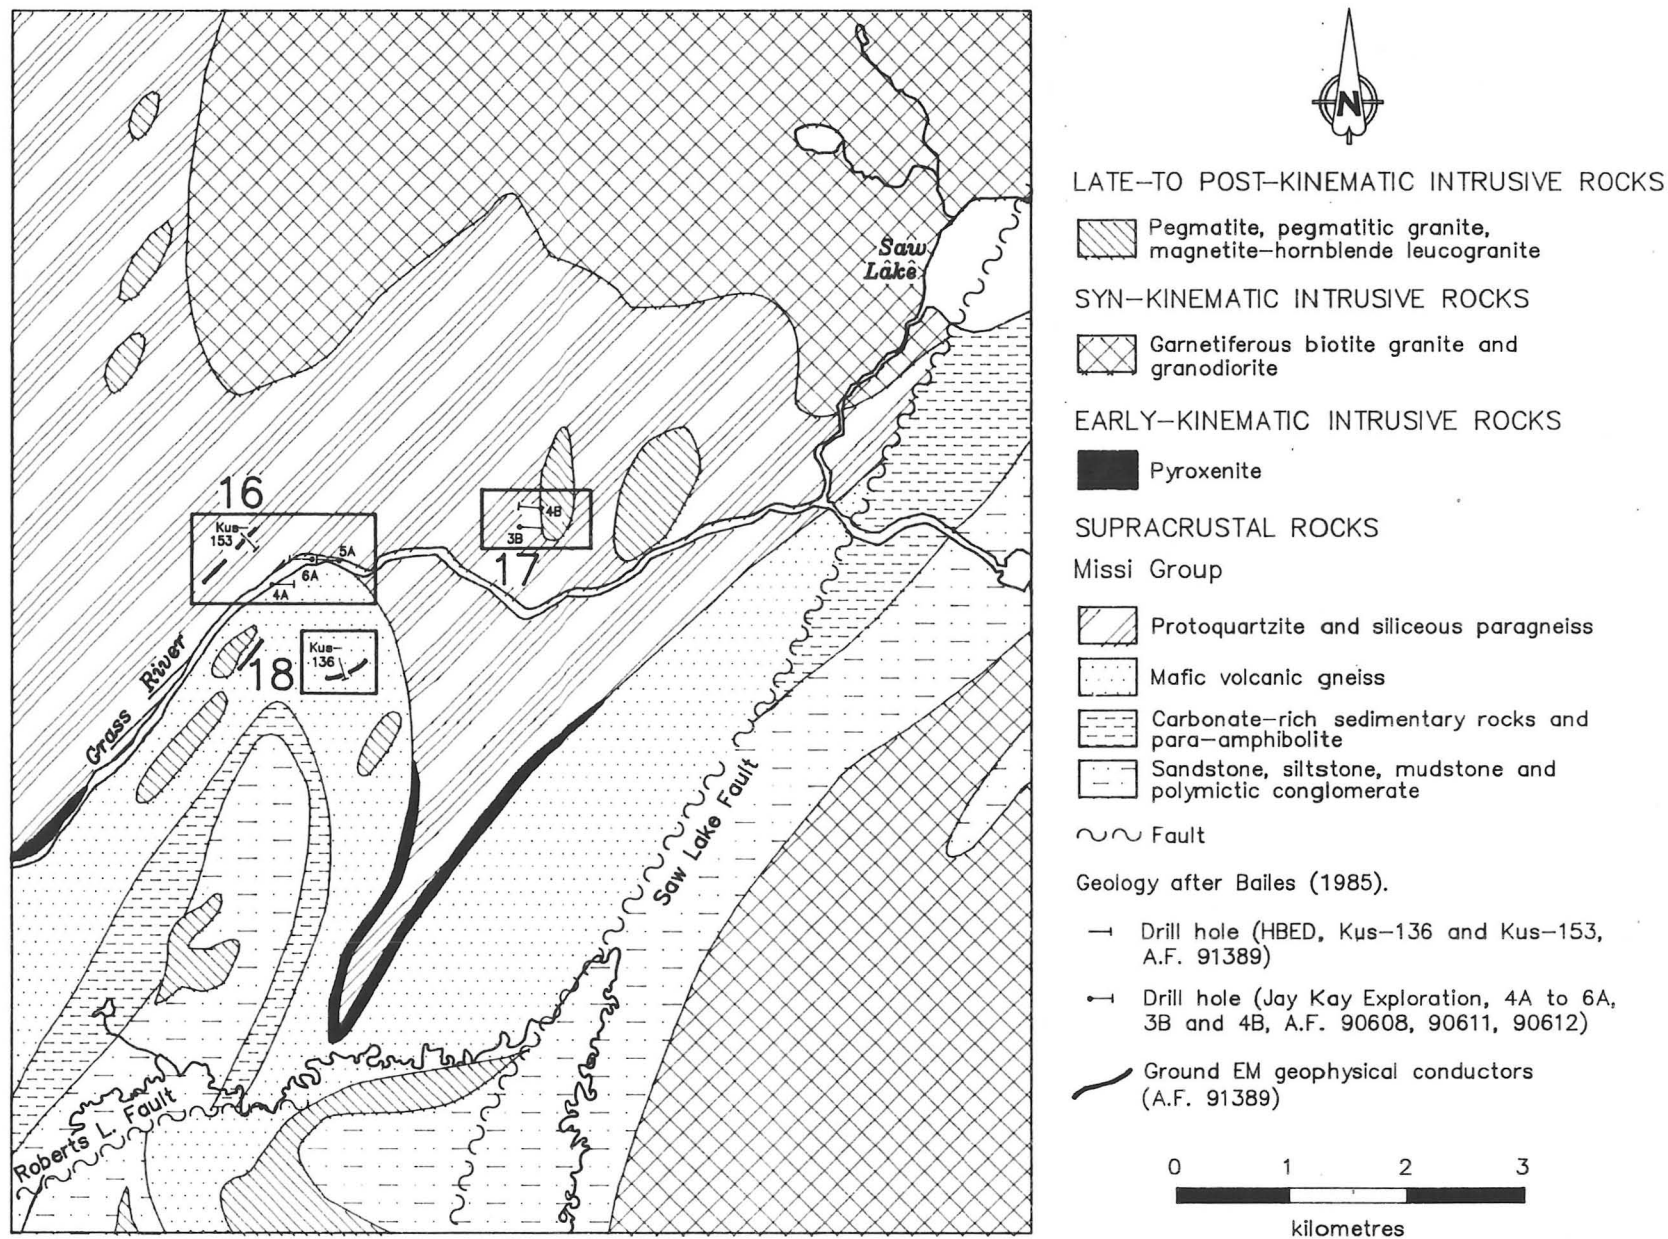 Saw
Lake
16
Kus-
153
5A
6A
4A
4B
3B
17
18
Kus-
136
Grass River
Saw Lake Fault
Roberts L. Fault
N
LATE-TO POST-KINEMATIC INTRUSIVE ROCKS
Pegmatite, pegmatitic granite,
magnetite-hornblende leucogranite
SYN-KINEMATIC INTRUSIVE ROCKS
Garnetiferous biotite granite and
granodiorite
EARLY-KINEMATIC INTRUSIVE ROCKS
Pyroxenite
SUPRACRUSTAL ROCKS
Missi Group
Protoquartzite and siliceous paragneiss
Mafic volcanic gneiss
Carbonate-rich sedimentary rocks and
para-amphibolite
Sandstone, siltstone, mudstone and
polymictic conglomerate
Fault
Geology after Bailes (1985).
Drill hole (HBED, Kus-136 and Kus-153,
A.F. 91389)
Drill hole (Jay Kay Exploration, 4A to 6A,
3B and 4B, A.F. 90608, 90611, 90612)
Ground EM geophysical conductors
(A.F. 91389)
0 1 2 3
kilometres